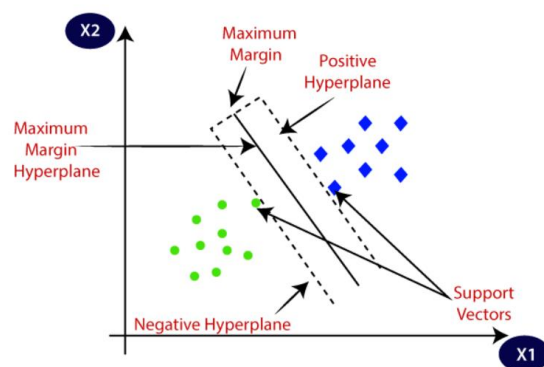 X2
Maximum
Margin
Positive
Hyperplane
Maximum
Margin
Hyperplane
Support
Vectors
Negative Hyperplane
X1